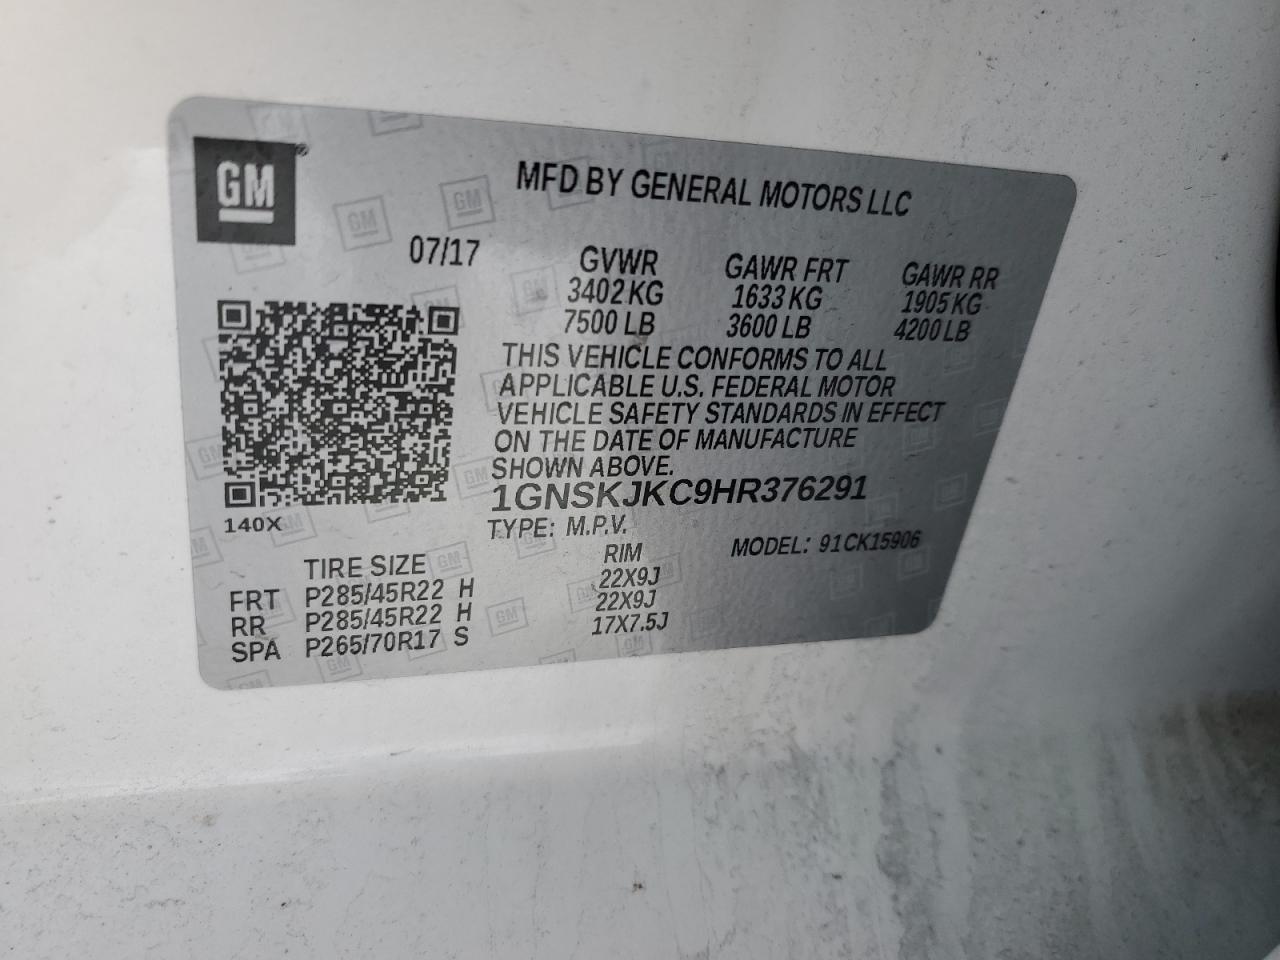 GM®
MFD BY GENERAL MOTORS LLC
07/17
GVWR GAWR FRT GAWR RR
3402 KG 1633 KG 1905 KG
7500 LB 3600 LB 4200 LB
THIS VEHICLE CONFORMS TO ALL
APPLICABLE U.S. FEDERAL MOTOR
VEHICLE SAFETY STANDARDS IN EFFECT
ON THE DATE OF MANUFACTURE
SHOWN ABOVE.
1GNSKJKC9HR376291
140X
TYPE: M.P.V.
MODEL: 91CK15906
TIRE SIZE RIM
FRT P285/45R22 H 22X9J
RR P285/45R22 H 22X9J
SPA P265/70R17 S 17X7.5J